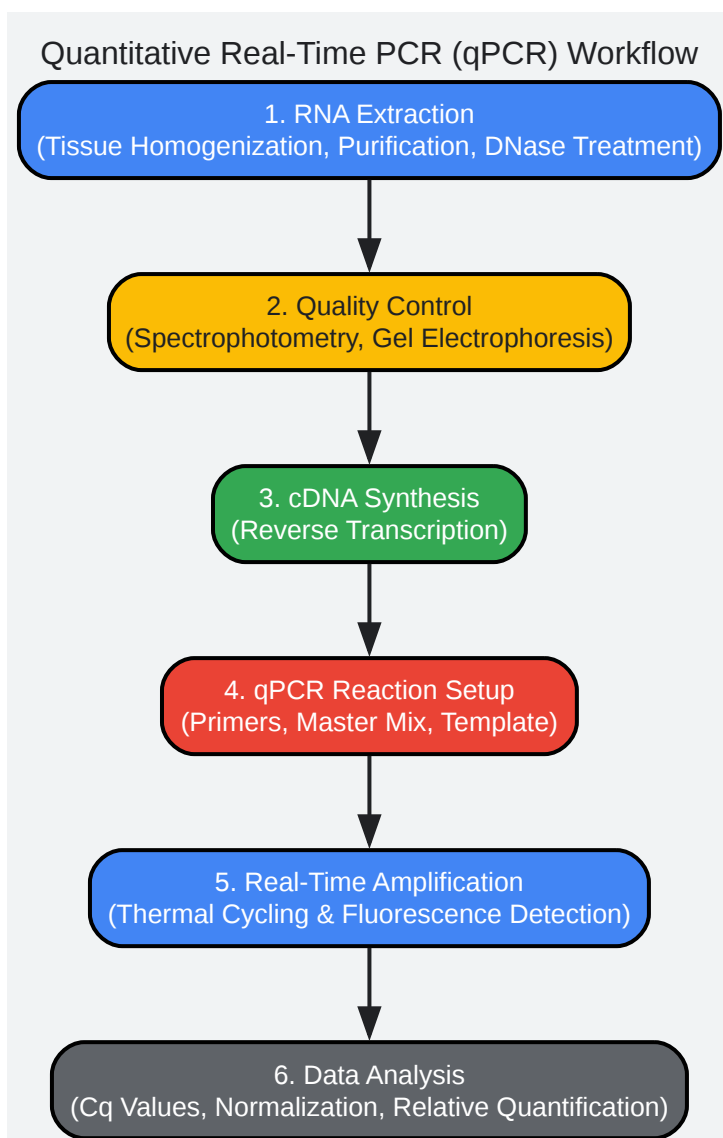 Quantitative Real-Time PCR (qPCR) Workflow
1. RNA Extraction
(Tissue Homogenization, Purification, DNase Treatment)
2. Quality Control
(Spectrophotometry, Gel Electrophoresis)
3. cDNA Synthesis
(Reverse Transcription)
4. qPCR Reaction Setup
(Primers, Master Mix, Template)
5. Real-Time Amplification
(Thermal Cycling & Fluorescence Detection)
6. Data Analysis
(Cq Values, Normalization, Relative Quantification)